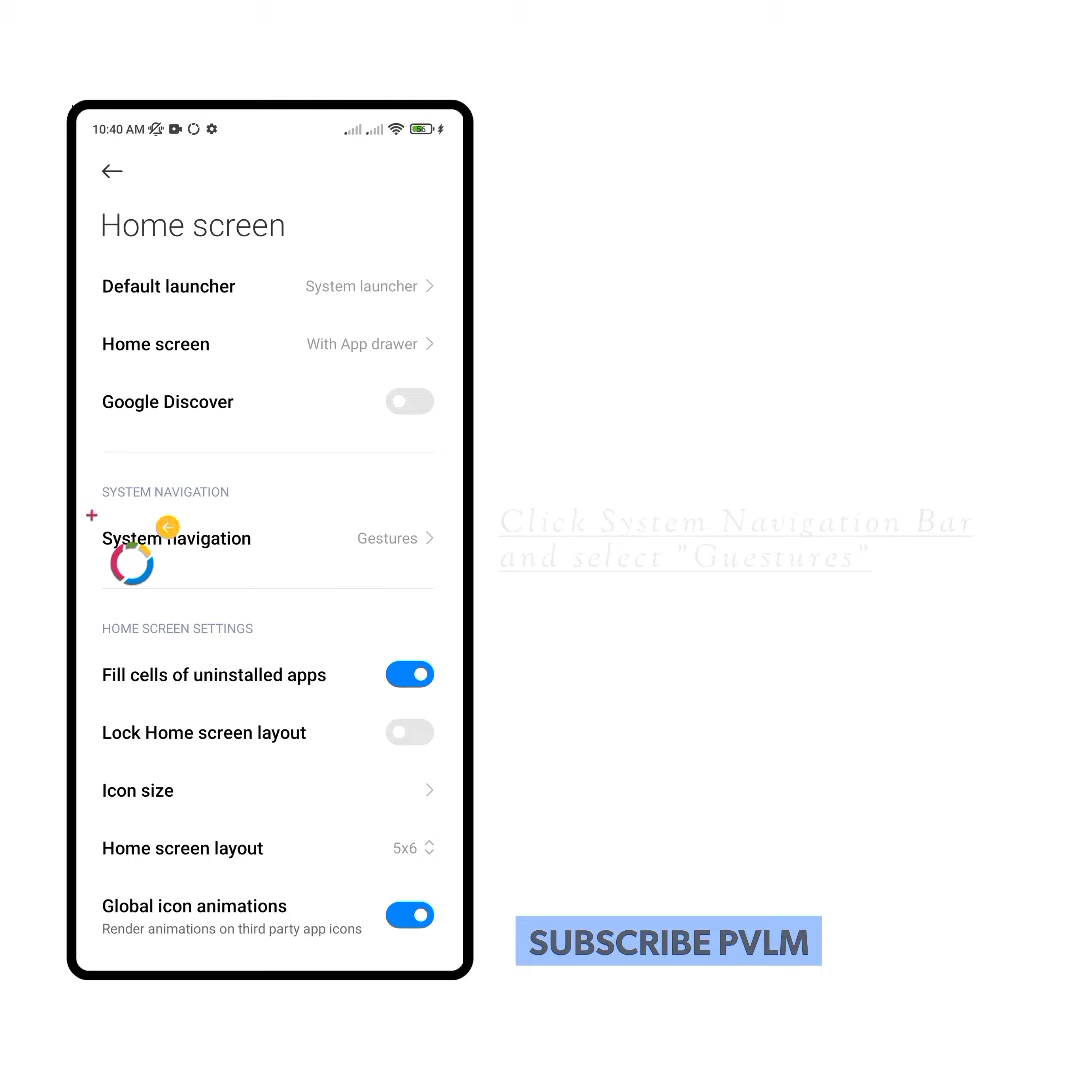 10:40 AM
56
Home screen
Default launcher System launcher
Home screen With App drawer
Google Discover
SYSTEM NAVIGATION
System navigation Gestures
HOME SCREEN SETTINGS
Fill cells of uninstalled apps
Lock Home screen layout
Icon size
Home screen layout 5x6
Global icon animations
Render animations on third party app icons
Click System Navigation Bar
and select "Guestures"
SUBSCRIBE PVLM